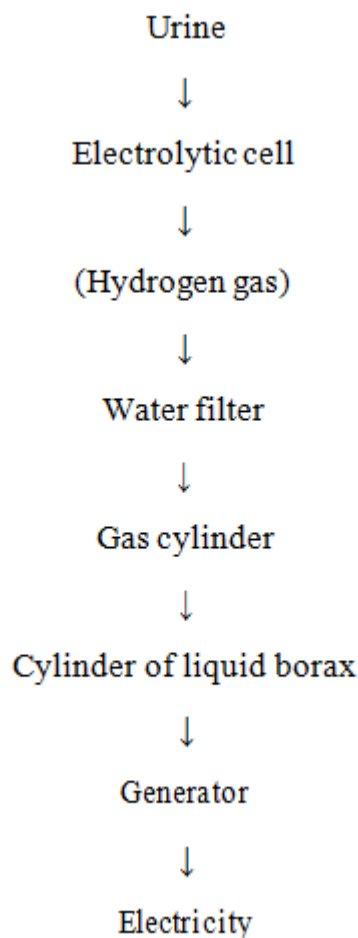 Urine
↓
Electrolytic cell
↓
(Hydrogen gas)
↓
Water filter
↓
Gas cylinder
↓
Cylinder of liquid borax
↓
Generator
↓
Electricity